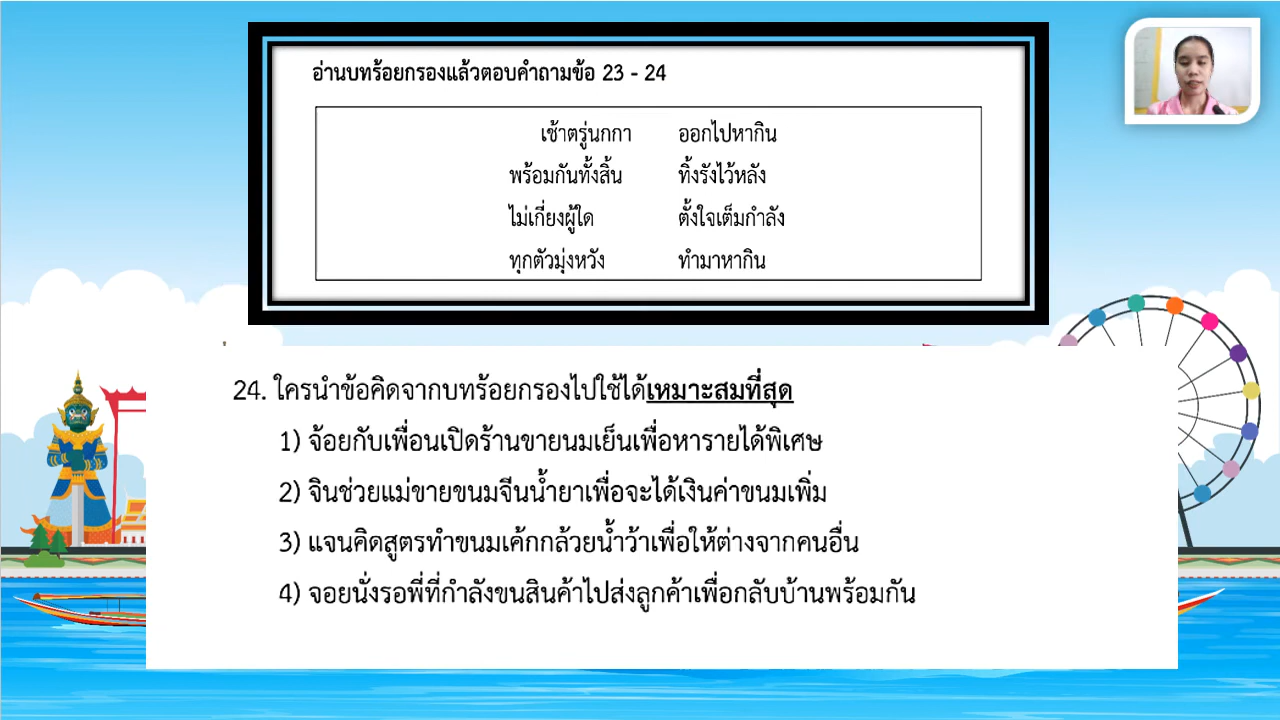 อ่านบทร้อยกรองแล้วตอบคำถามข้อ 23 - 24
เช้าตรู่นกกา ออกไปหากิน
พร้อมกันทั้งสิ้น ทิ้งรังไว้หลัง
ไม่เกี่ยงผู้ใด ตั้งใจเต็มกำลัง
ทุกตัวมุ่งหวัง ทำมาหากิน
24. ใครนำข้อคิดจากบทร้อยกรองไปใช้ได้เหมาะสมที่สุด
1) จ้อยกับเพื่อนเปิดร้านขายนมเย็นเพื่อหารายได้พิเศษ
2) จินช่วยแม่ขายขนมจีนน้ำยาเพื่อจะได้เงินค่าขนมเพิ่ม
3) แจนคิดสูตรทำขนมเค้กกล้วยน้ำว้าเพื่อให้ต่างจากคนอื่น
4) จอยนั่งรอพี่ที่กำลังขนสินค้าไปส่งลูกค้าเพื่อกลับบ้านพร้อมกัน